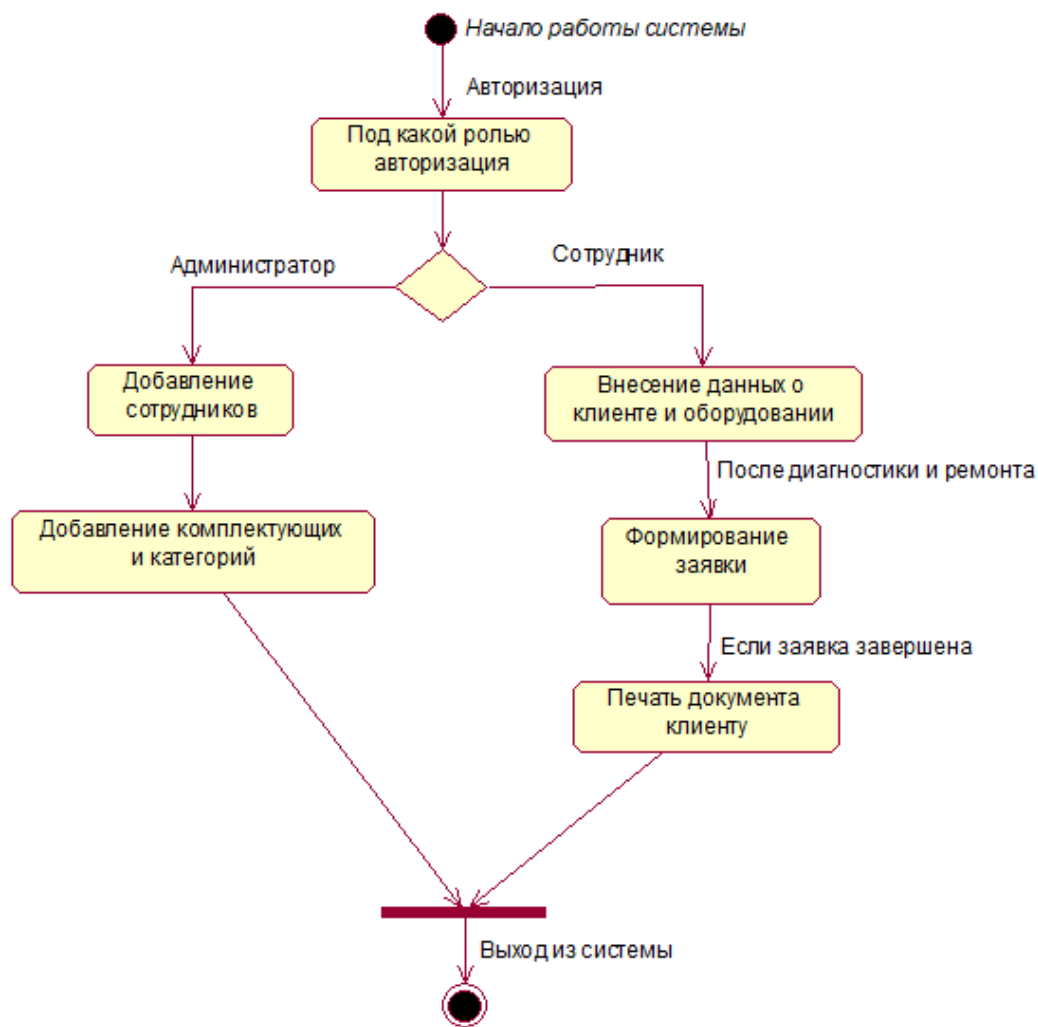 Начало работы системы
Авторизация
Под какой ролью
авторизация
Администратор
Сотрудник
Добавление
сотрудников
Внесение данных о
клиенте и оборудовании
После диагностики и ремонта
Добавление комплектующих
и категорий
Формирование
заявки
Если заявка завершена
Печать документа
клиенту
Выход из системы